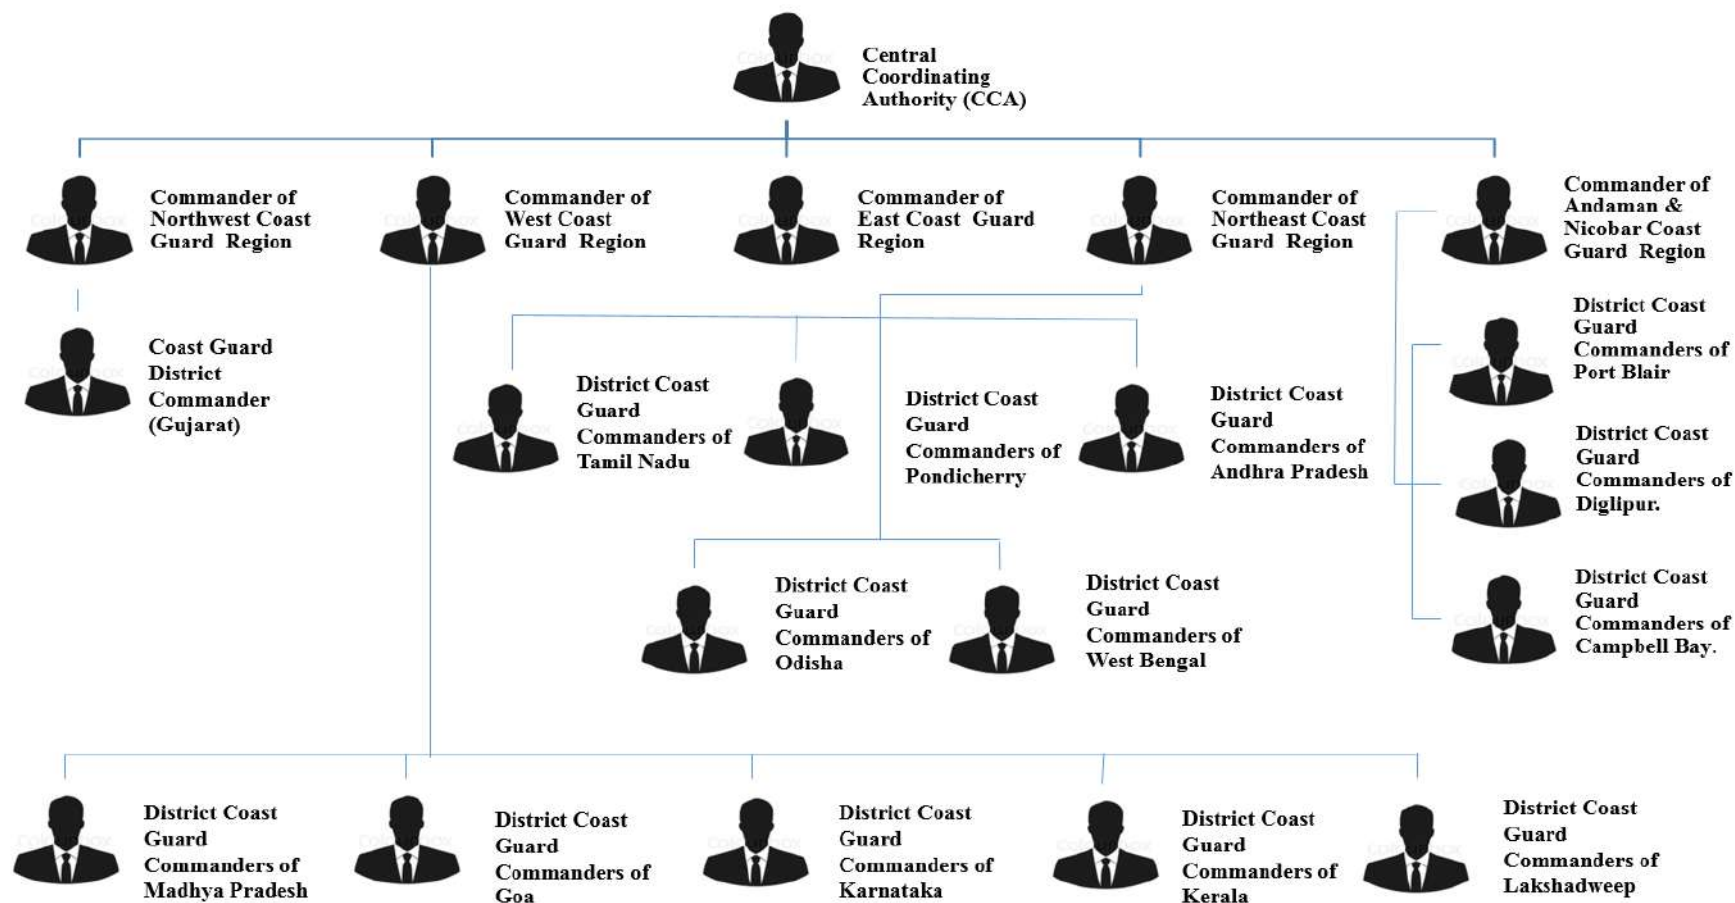 Central
Coordinating
Authority (CCA)
Commander of
Northwest Coast
Guard Region
Commander of
West Coast
Guard Region
Commander of
East Coast Guard
Region
Commander of
Northeast Coast
Guard Region
Commander of
Andaman &
Nicobar Coast
Guard Region
Coast Guard
District
Commander
(Gujarat)
District Coast
Guard
Commanders of
Tamil Nadu
District Coast
Guard
Commanders of
Pondicherry
District Coast
Guard
Commanders of
Andhra Pradesh
District Coast
Guard
Commanders of
Port Blair
District Coast
Guard
Commanders of
Diglipur.
District Coast
Guard
Commanders of
Campbell Bay.
District Coast
Guard
Commanders of
Odisha
District Coast
Guard
Commanders of
West Bengal
District Coast
Guard
Commanders of
Madhya Pradesh
District Coast
Guard
Commanders of
Goa
District Coast
Guard
Commanders of
Karnataka
District Coast
Guard
Commanders of
Kerala
District Coast
Guard
Commanders of
Lakshadweep